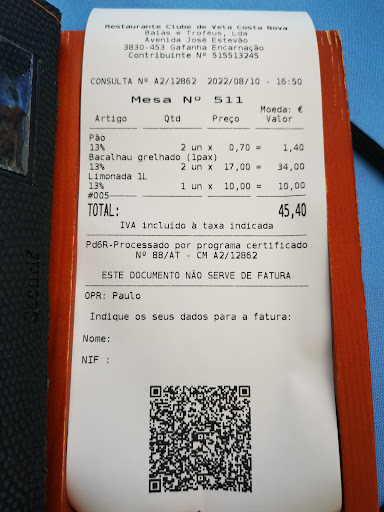 Restaurante Clube de Vela Costa Nova
Baias e Troféus, Lda
Avenida José Estevão
3830-453 Gafanha Encarnação
Contribuinte Nº 515513245
CONSULTA Nº A2/12862 2022/08/10 - 16:50
Mesa Nº 511
Moeda: €
Artigo Qtd Preço Valor
Pão
13% 2 un x 0,70 = 1,40
Bacalhau grelhado (1pax)
13% 2 un x 17,00 = 34,00
Limonada 1L
13% 1 un x 10,00 = 10,00
#005
TOTAL: 45,40
IVA incluído à taxa indicada
Pd6R-Processado por programa certificado
Nº 88/AT - CM A2/12862
ESTE DOCUMENTO NÃO SERVE DE FATURA
OPR: Paulo
Indique os seus dados para a fatura:
Nome:
NIF :